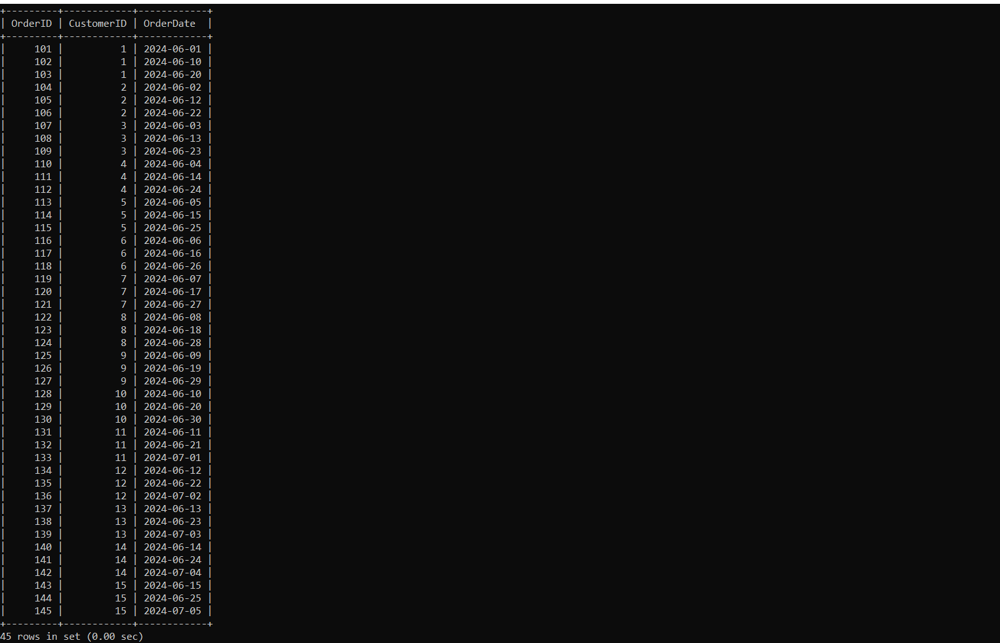 +---------+------------+------------+
| OrderID | CustomerID | OrderDate  |
+---------+------------+------------+
|     101 |          1 | 2024-06-01 |
|     102 |          1 | 2024-06-10 |
|     103 |          1 | 2024-06-20 |
|     104 |          2 | 2024-06-02 |
|     105 |          2 | 2024-06-12 |
|     106 |          2 | 2024-06-22 |
|     107 |          3 | 2024-06-03 |
|     108 |          3 | 2024-06-13 |
|     109 |          3 | 2024-06-23 |
|     110 |          4 | 2024-06-04 |
|     111 |          4 | 2024-06-14 |
|     112 |          4 | 2024-06-24 |
|     113 |          5 | 2024-06-05 |
|     114 |          5 | 2024-06-15 |
|     115 |          5 | 2024-06-25 |
|     116 |          6 | 2024-06-06 |
|     117 |          6 | 2024-06-16 |
|     118 |          6 | 2024-06-26 |
|     119 |          7 | 2024-06-07 |
|     120 |          7 | 2024-06-17 |
|     121 |          7 | 2024-06-27 |
|     122 |          8 | 2024-06-08 |
|     123 |          8 | 2024-06-18 |
|     124 |          8 | 2024-06-28 |
|     125 |          9 | 2024-06-09 |
|     126 |          9 | 2024-06-19 |
|     127 |          9 | 2024-06-29 |
|     128 |         10 | 2024-06-10 |
|     129 |         10 | 2024-06-20 |
|     130 |         10 | 2024-06-30 |
|     131 |         11 | 2024-06-11 |
|     132 |         11 | 2024-06-21 |
|     133 |         11 | 2024-07-01 |
|     134 |         12 | 2024-06-12 |
|     135 |         12 | 2024-06-22 |
|     136 |         12 | 2024-07-02 |
|     137 |         13 | 2024-06-13 |
|     138 |         13 | 2024-06-23 |
|     139 |         13 | 2024-07-03 |
|     140 |         14 | 2024-06-14 |
|     141 |         14 | 2024-06-24 |
|     142 |         14 | 2024-07-04 |
|     143 |         15 | 2024-06-15 |
|     144 |         15 | 2024-06-25 |
|     145 |         15 | 2024-07-05 |
+---------+------------+------------+
45 rows in set (0.00 sec)